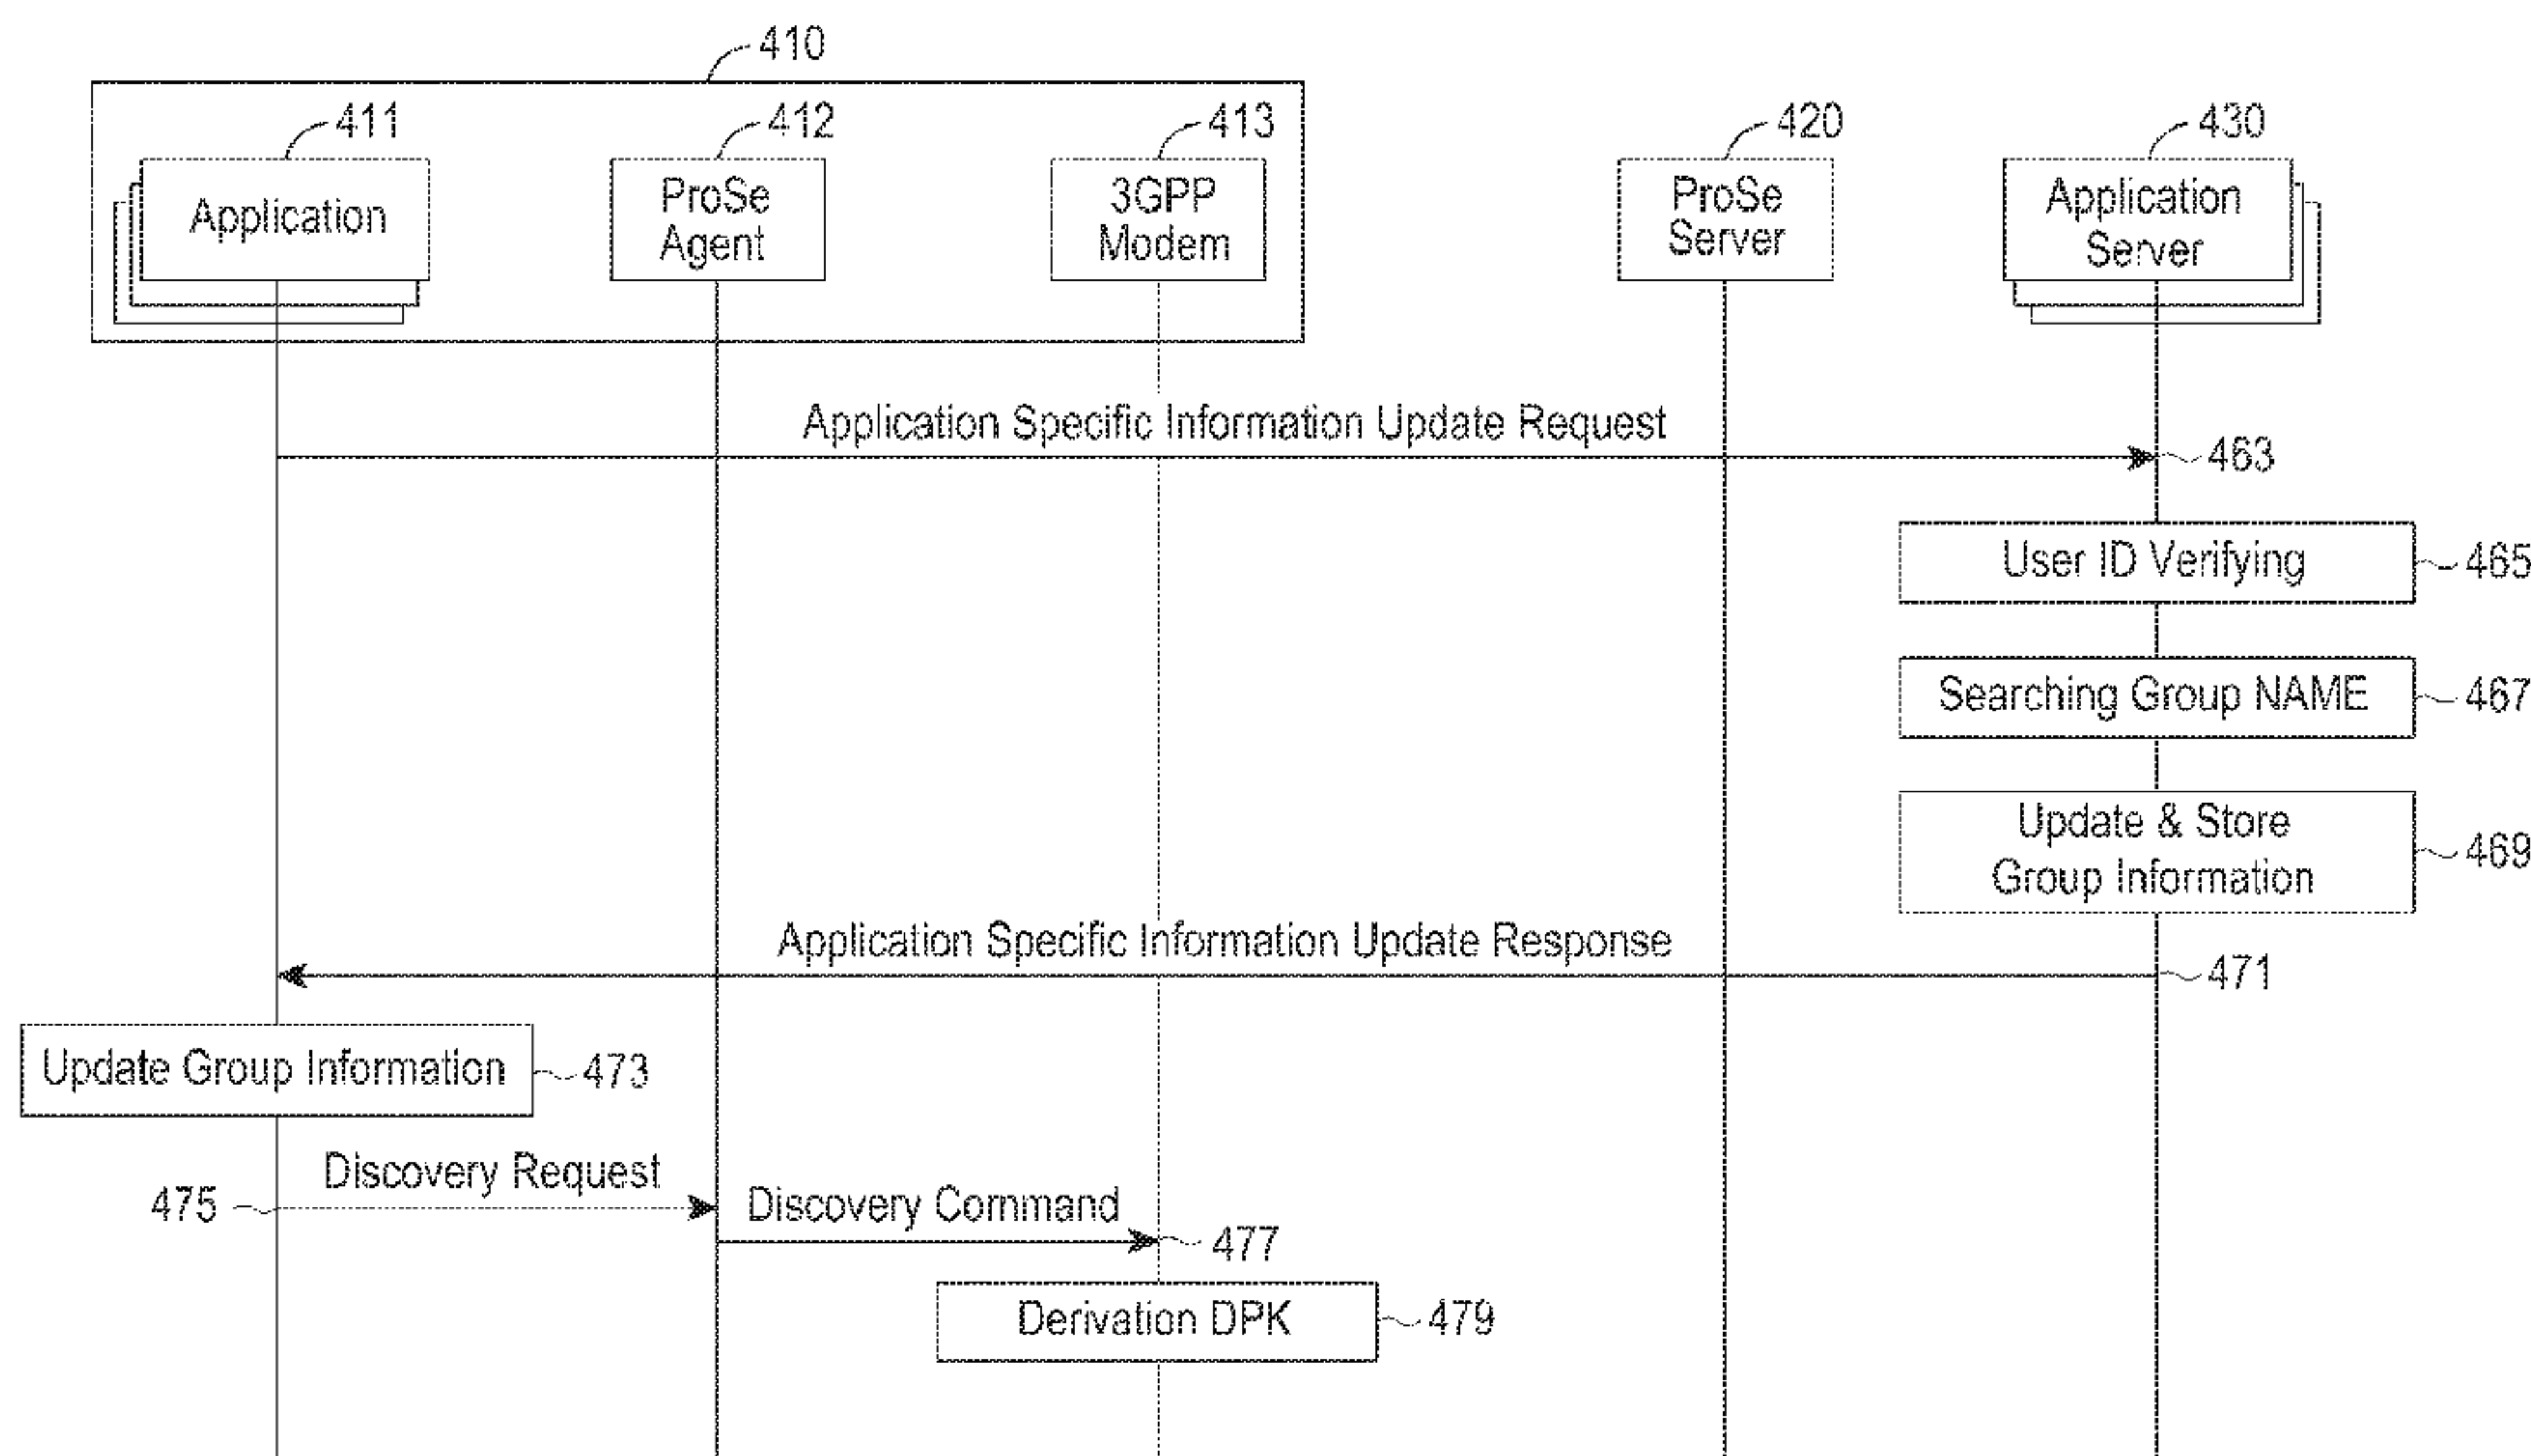 410
411
412
413
420
430
Application
ProSe
Agent
3GPP
Modem
ProSe
Server
Application
Server
Application Specific Information Update Request
463
User ID Verifying
465
Searching Group NAME
467
Update & Store
Group Information
469
Application Specific Information Update Response
471
Update Group Information
473
475
Discovery Request
Discovery Command
477
Derivation DPK
479